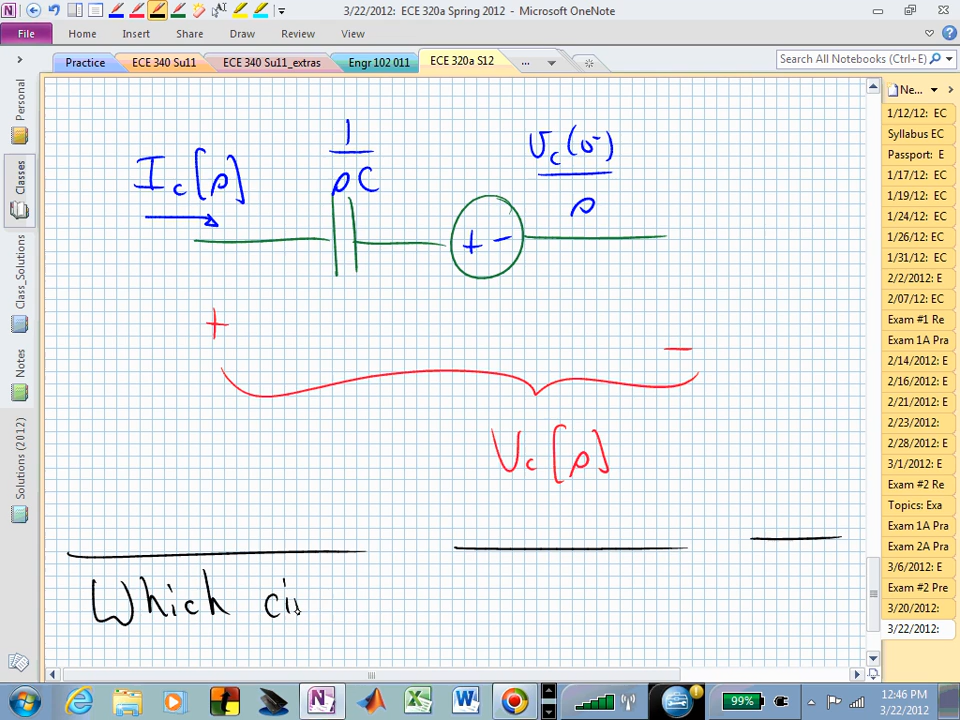 3/22/2012: ECE 320a Spring 2012 - Microsoft OneNote
File Home Insert Share Draw Review View
Practice ECE 340 Su11 ECE 340 Su11_extras Engr 102 011 ECE 320a S12 ... Search All Notebooks (Ctrl+E)
Personal
Classes
Class_Solutions
Notes
Solutions (2012)
Ne...
1/12/12: EC
Syllabus EC
Passport: E
1/17/12: EC
1/19/12: EC
1/24/12: EC
1/26/12: EC
1/31/12: EC
2/2/2012: E
2/07/12: EC
Exam #1 Re
Exam 1A Pra
2/14/2012: E
2/16/2012: E
2/21/2012: E
2/23/2012:
2/28/2012: E
3/1/2012: E
Exam #2 Re
Topics: Exa
Exam 1A Pra
Exam 2A Pra
3/6/2012: E
Exam #2 Pre
3/20/2012:
3/22/2012:
1
I_c[s]
sC
V_c(0^-)
s
+ -
+
-
V_c[s]
Which ci
99%
12:46 PM
3/22/2012